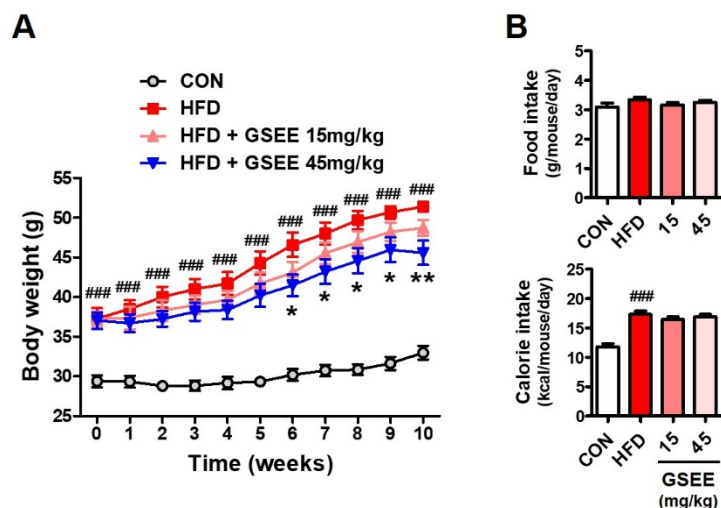 A
CON
HFD
HFD + GSEE 15mg/kg
HFD + GSEE 45mg/kg
Body weight (g)
55
50
45
40
35
30
25
### ### ### ### ### ### ### ### ### ### ###
* * * * **
0 1 2 3 4 5 6 7 8 9 10
Time (weeks)
B
Food intake
(g/mouse/day)
5
4
3
2
1
0
CON HFD 15 45
Calorie intake
(kcal/mouse/day)
25
20
15
10
5
0
###
CON HFD 15 45
GSEE
(mg/kg)